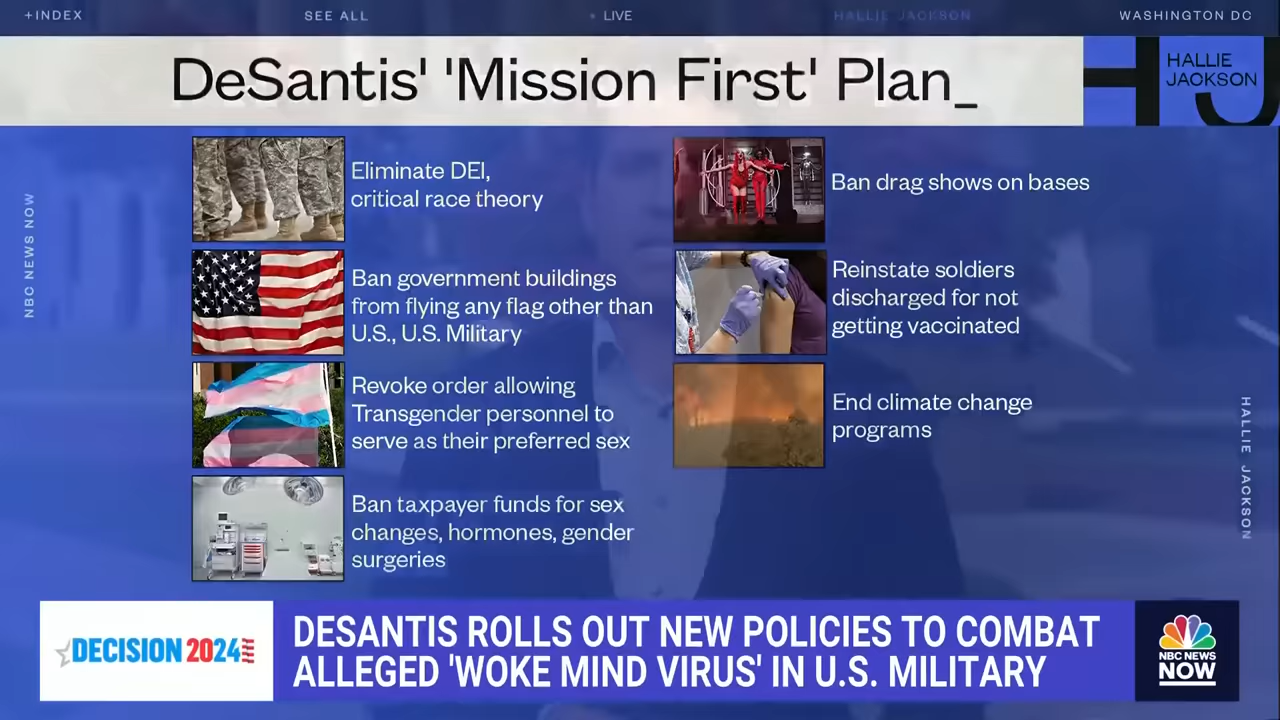 +INDEX
SEE ALL
LIVE
HALLIE JACKSON
WASHINGTON DC
DeSantis' 'Mission First' Plan_
HALLIE
JACKSON
HJ
NBC NEWS NOW
Eliminate DEI,
critical race theory
Ban government buildings
from flying any flag other than
U.S., U.S. Military
Revoke order allowing
Transgender personnel to
serve as their preferred sex
Ban taxpayer funds for sex
changes, hormones, gender
surgeries
Ban drag shows on bases
Reinstate soldiers
discharged for not
getting vaccinated
End climate change
programs
HALLIE JACKSON
DECISION 2024
DESANTIS ROLLS OUT NEW POLICIES TO COMBAT
ALLEGED 'WOKE MIND VIRUS' IN U.S. MILITARY
NBC NEWS
NOW